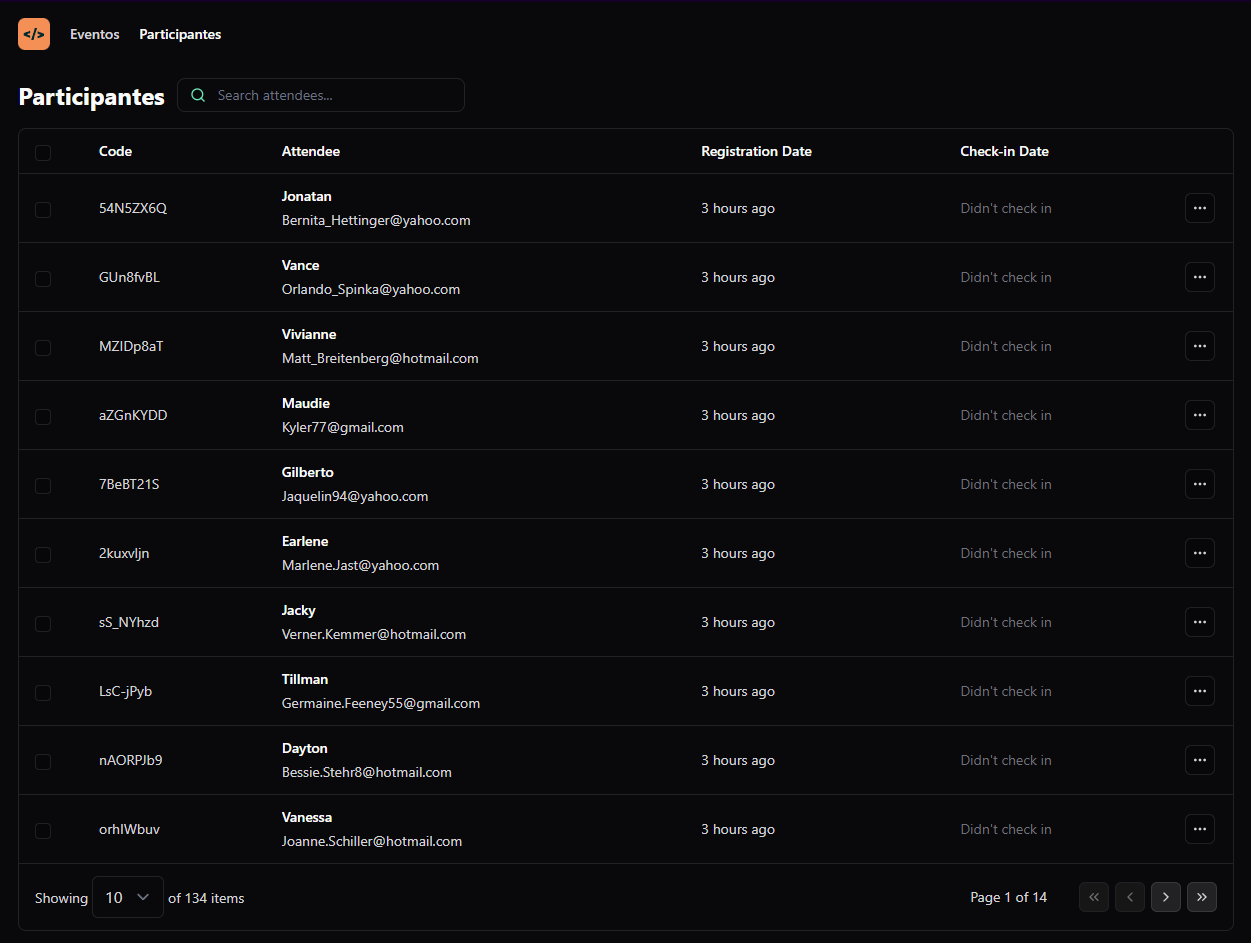 </> Eventos Participantes
Participantes Search attendees...
Code Attendee Registration Date Check-in Date
Jonatan
54N5ZX6Q 3 hours ago Didn't check in
Bernita_Hettinger@yahoo.com
Vance
GUn8fvBL 3 hours ago Didn't check in
Orlando_Spinka@yahoo.com
Vivianne
MZIDp8aT 3 hours ago Didn't check in
Matt_Breitenberg@hotmail.com
Maudie
aZGnKYDD 3 hours ago Didn't check in
Kyler77@gmail.com
Gilberto
7BeBT21S 3 hours ago Didn't check in
Jaquelin94@yahoo.com
Earlene
2kuxvljn 3 hours ago Didn't check in
Marlene.Jast@yahoo.com
Jacky
sS_NYhzd 3 hours ago Didn't check in
Verner.Kemmer@hotmail.com
Tillman
LsC-jPyb 3 hours ago Didn't check in
Germaine.Feeney55@gmail.com
Dayton
nAORPJb9 3 hours ago Didn't check in
Bessie.Stehr8@hotmail.com
Vanessa
orhIWbuv 3 hours ago Didn't check in
Joanne.Schiller@hotmail.com
Showing 10 of 134 items Page 1 of 14